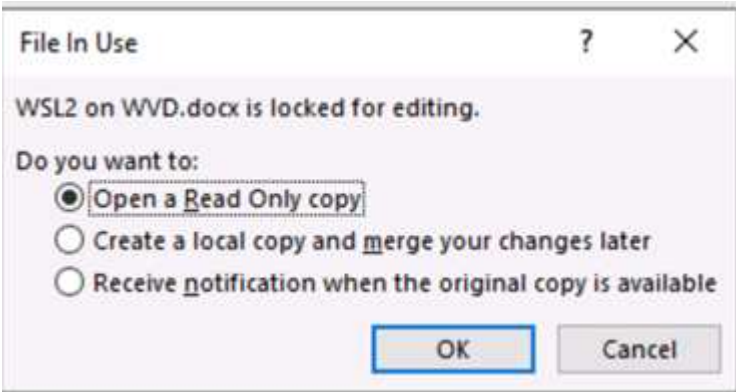 File In Use ?
WSL2 on WVD.docx is locked for editing.
Do you want to:
Open a Read Only copy
Create a local copy and merge your changes later
Receive notification when the original copy is available
OK Cancel